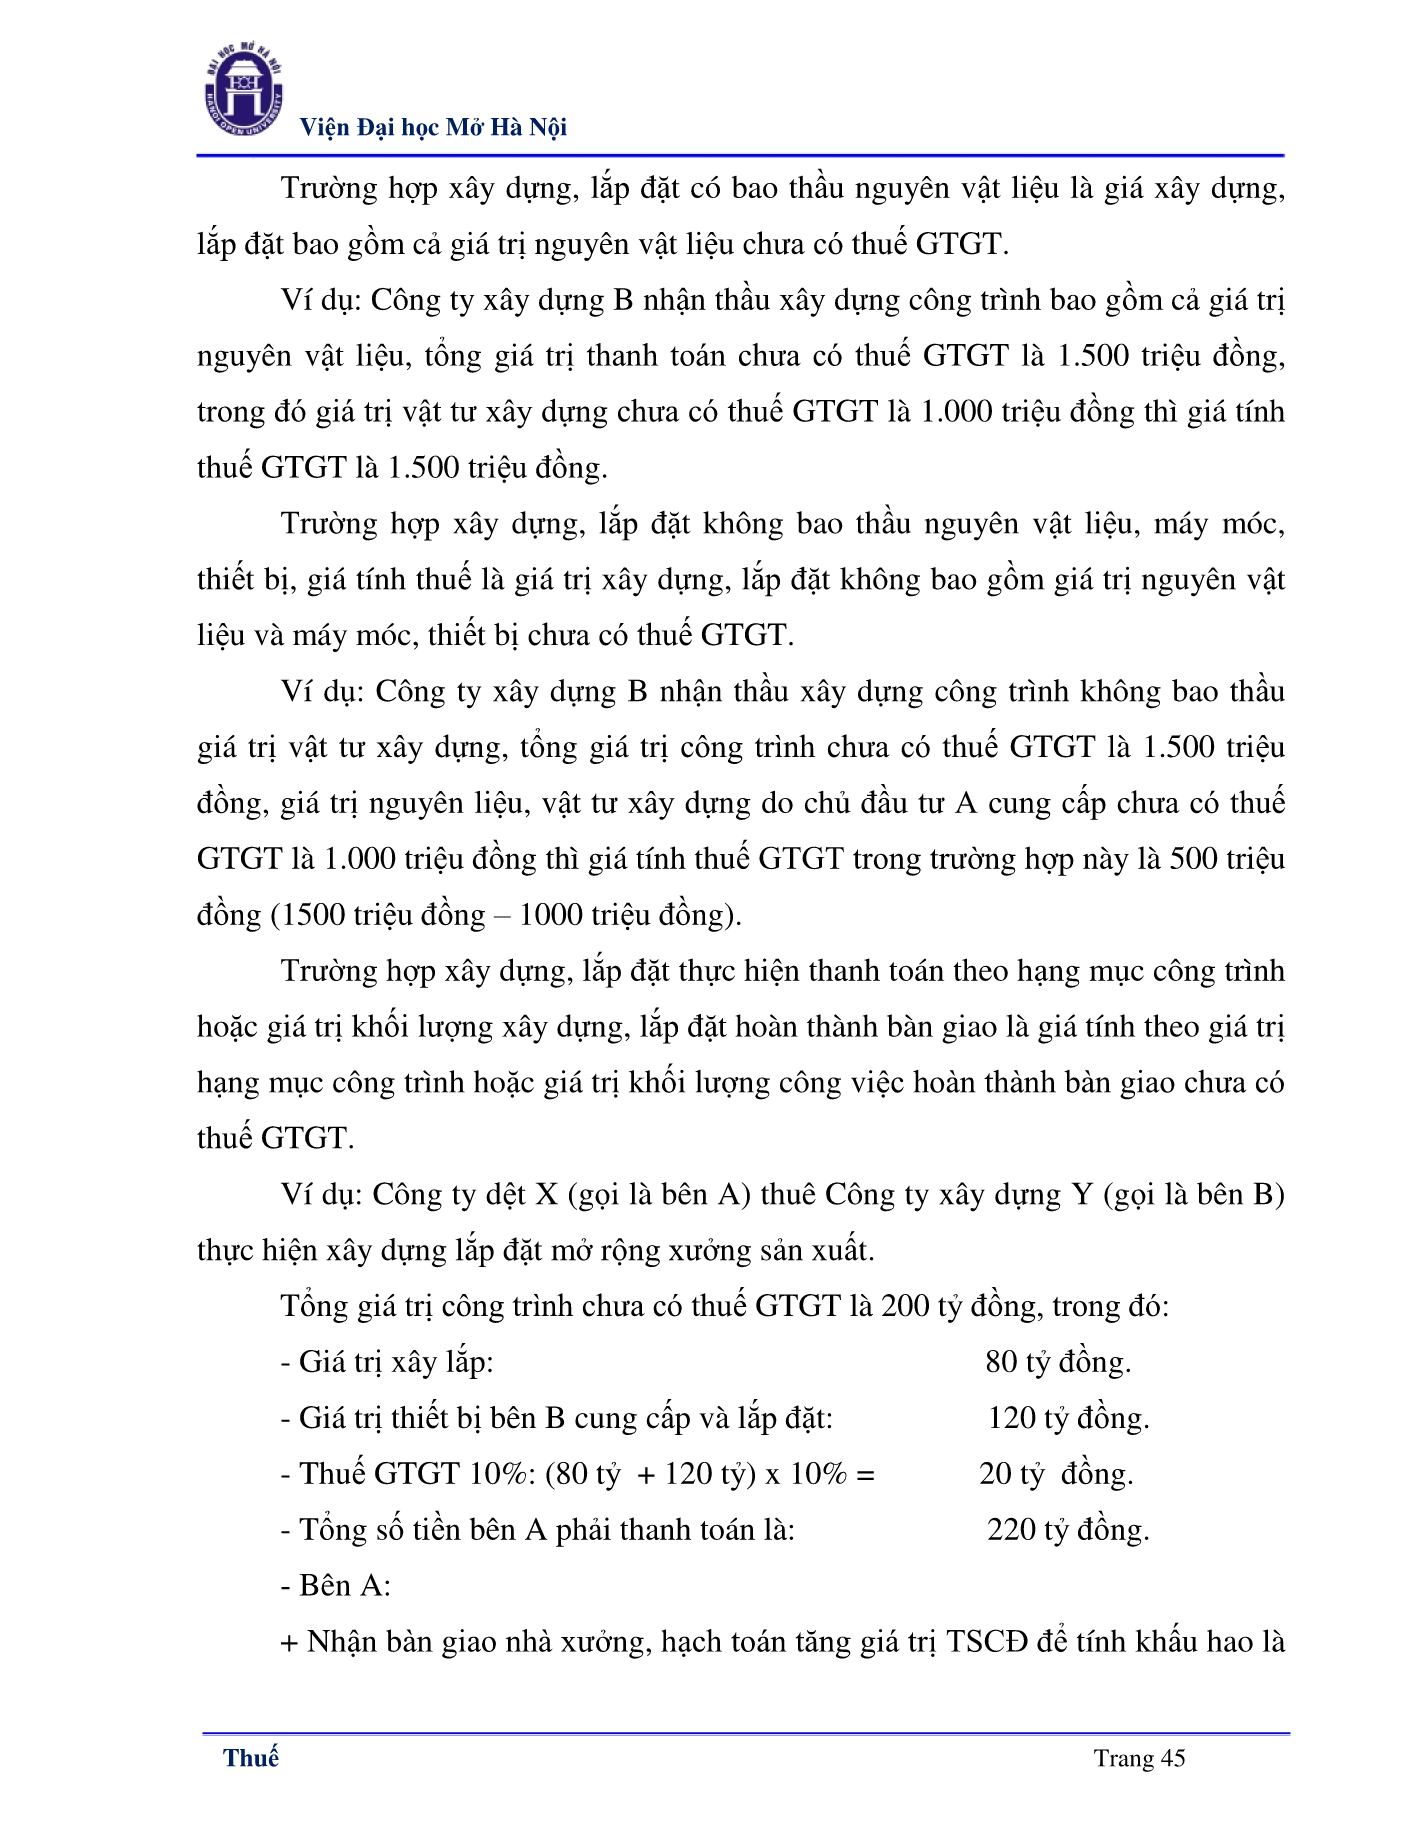 ĐẠI HỌC MỞ HÀ NỘI
HANOI OPEN UNIVERSITY
Viện Đại học Mở Hà Nội
Trường hợp xây dựng, lắp đặt có bao thầu nguyên vật liệu là giá xây dựng,
lắp đặt bao gồm cả giá trị nguyên vật liệu chưa có thuế GTGT.
Ví dụ: Công ty xây dựng B nhận thầu xây dựng công trình bao gồm cả giá trị
nguyên vật liệu, tổng giá trị thanh toán chưa có thuế GTGT là 1.500 triệu đồng,
trong đó giá trị vật tư xây dựng chưa có thuế GTGT là 1.000 triệu đồng thì giá tính
thuế GTGT là 1.500 triệu đồng.
Trường hợp xây dựng, lắp đặt không bao thầu nguyên vật liệu, máy móc,
thiết bị, giá tính thuế là giá trị xây dựng, lắp đặt không bao gồm giá trị nguyên vật
liệu và máy móc, thiết bị chưa có thuế GTGT.
Ví dụ: Công ty xây dựng B nhận thầu xây dựng công trình không bao thầu
giá trị vật tư xây dựng, tổng giá trị công trình chưa có thuế GTGT là 1.500 triệu
đồng, giá trị nguyên liệu, vật tư xây dựng do chủ đầu tư A cung cấp chưa có thuế
GTGT là 1.000 triệu đồng thì giá tính thuế GTGT trong trường hợp này là 500 triệu
đồng (1500 triệu đồng – 1000 triệu đồng).
Trường hợp xây dựng, lắp đặt thực hiện thanh toán theo hạng mục công trình
hoặc giá trị khối lượng xây dựng, lắp đặt hoàn thành bàn giao là giá tính theo giá trị
hạng mục công trình hoặc giá trị khối lượng công việc hoàn thành bàn giao chưa có
thuế GTGT.
Ví dụ: Công ty dệt X (gọi là bên A) thuê Công ty xây dựng Y (gọi là bên B)
thực hiện xây dựng lắp đặt mở rộng xưởng sản xuất.
Tổng giá trị công trình chưa có thuế GTGT là 200 tỷ đồng, trong đó:
- Giá trị xây lắp: 80 tỷ đồng.
- Giá trị thiết bị bên B cung cấp và lắp đặt: 120 tỷ đồng.
- Thuế GTGT 10%: (80 tỷ + 120 tỷ) x 10% = 20 tỷ đồng.
- Tổng số tiền bên A phải thanh toán là: 220 tỷ đồng.
- Bên A:
+ Nhận bàn giao nhà xưởng, hạch toán tăng giá trị TSCĐ để tính khấu hao là
Thuế Trang 45